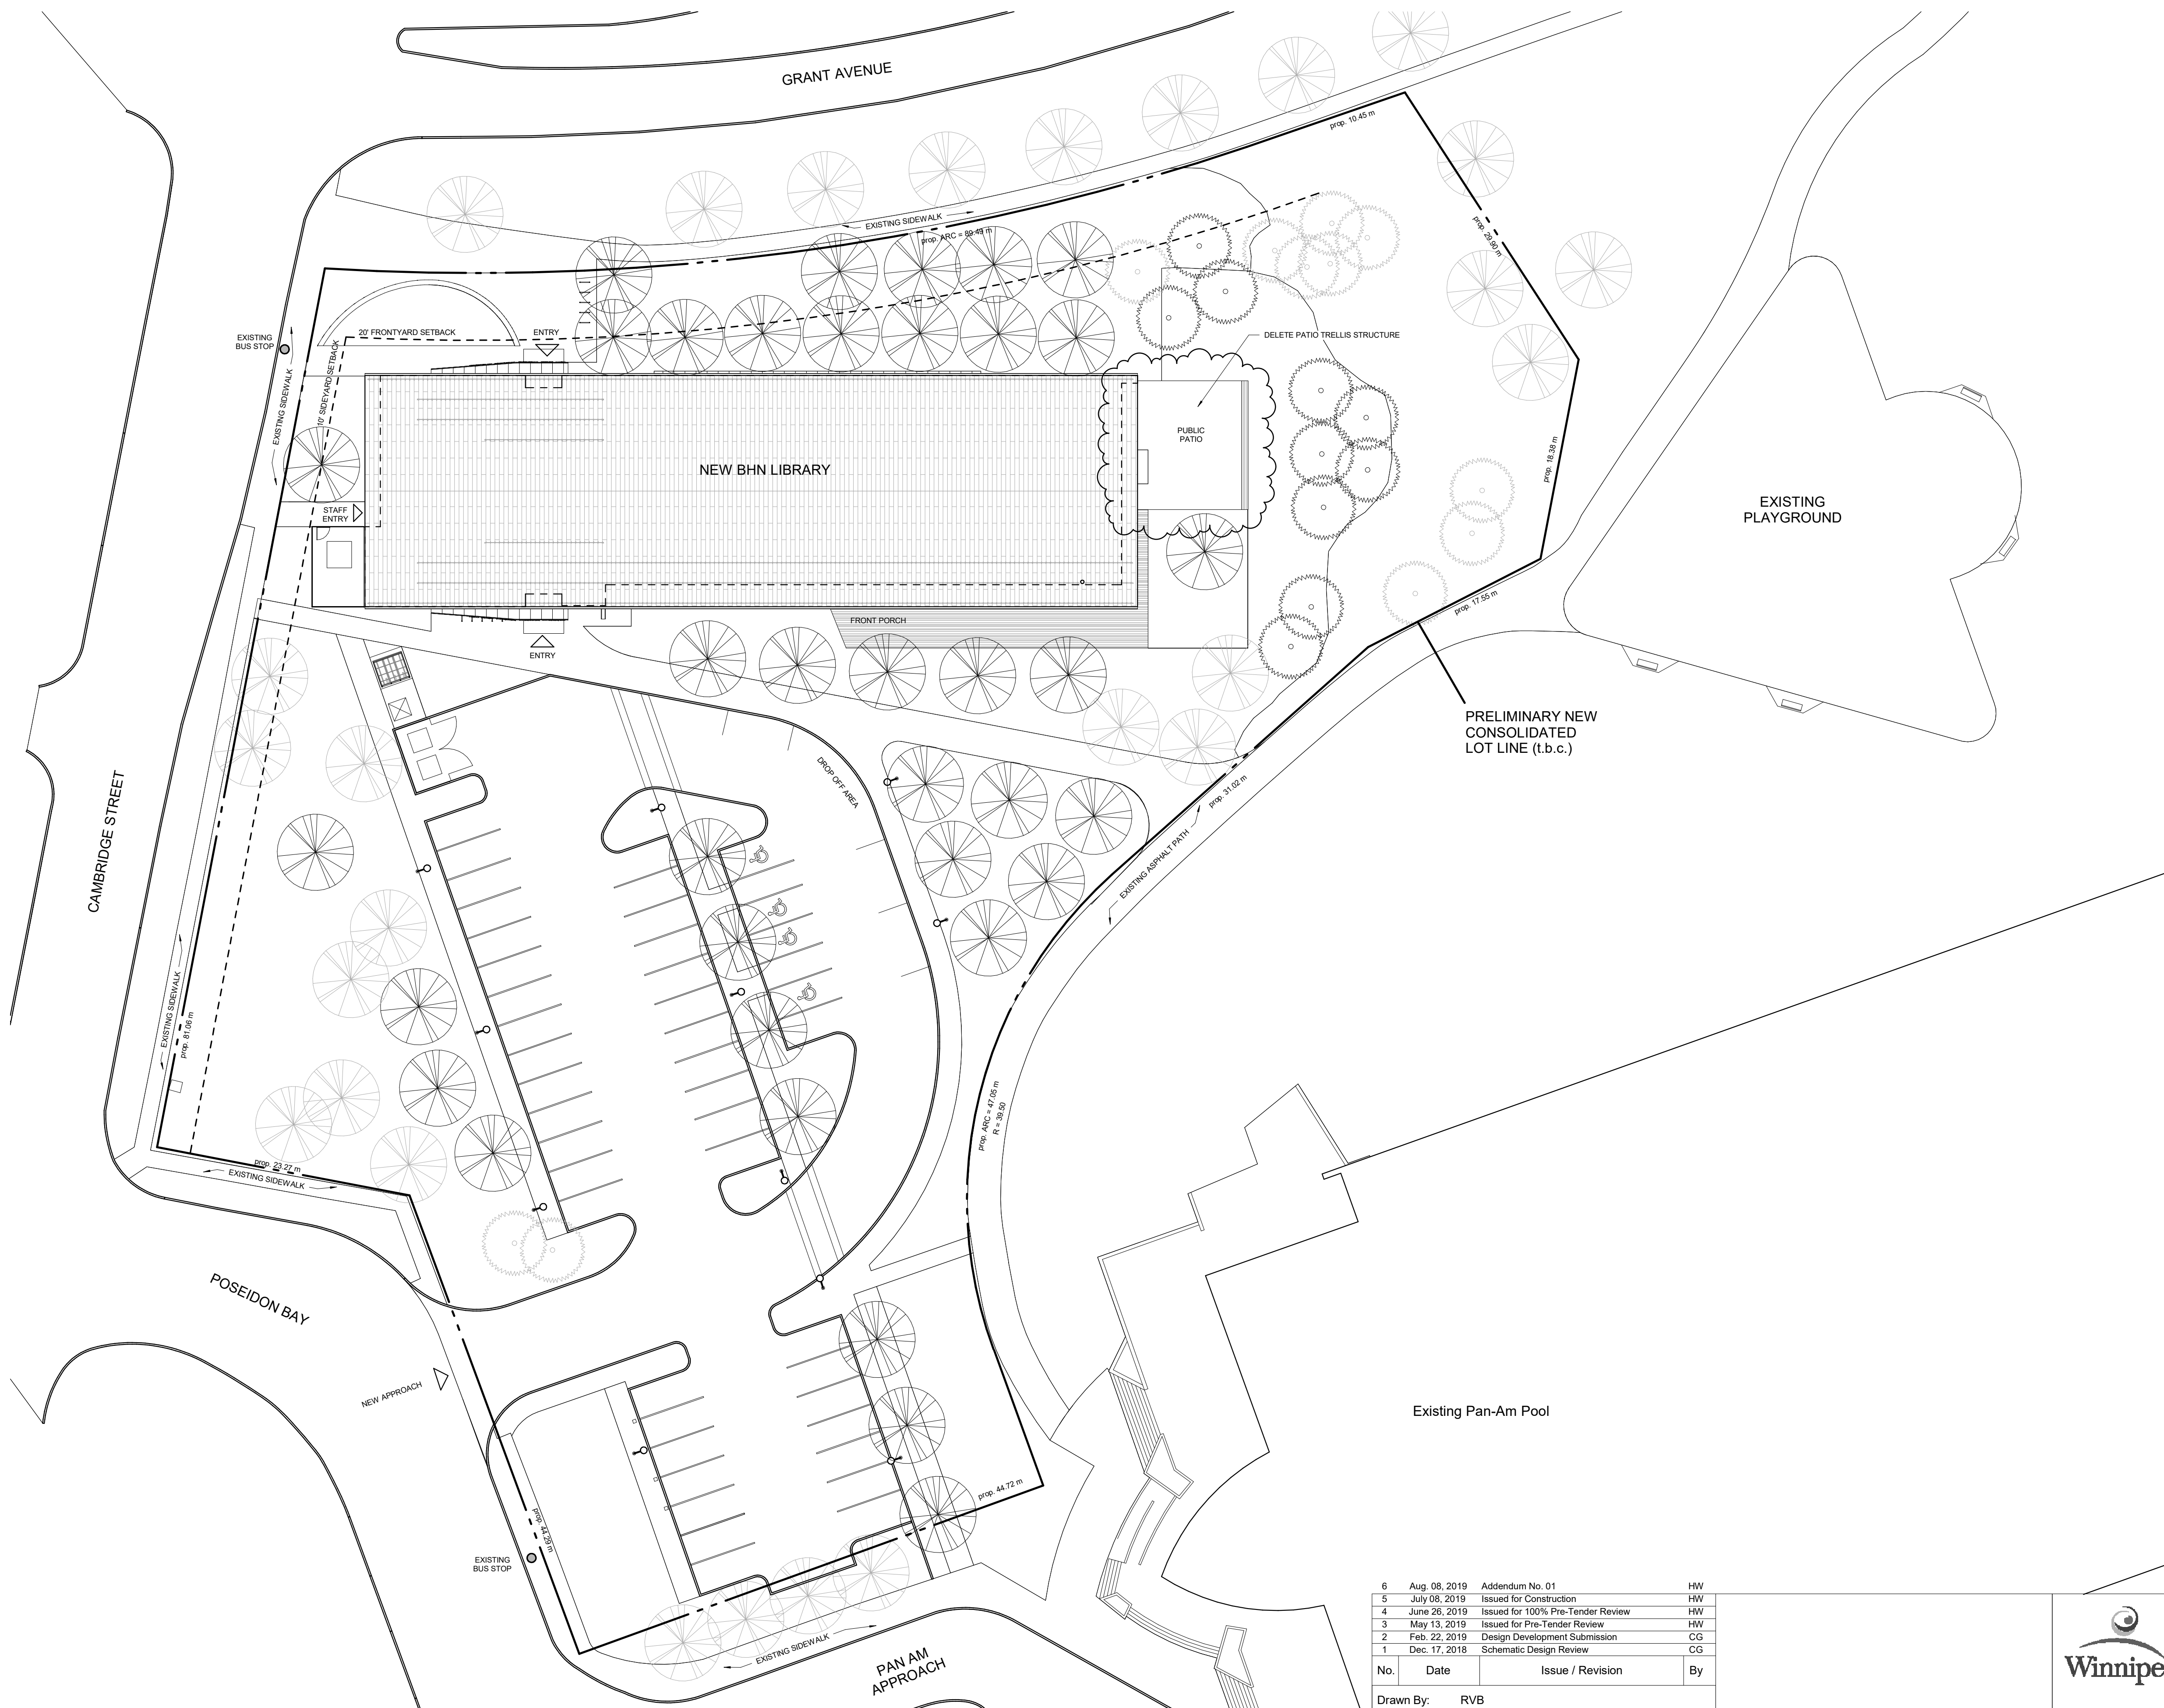 GRANT AVENUE
prop. 10.45 m
EXISTING SIDEWALK
prop. ARC = 89.49 m
prop. 29.90 m
EXISTING
BUS STOP
20' FRONTYARD SETBACK
ENTRY
DELETE PATIO TRELLIS STRUCTURE
10' SIDEYARD SETBACK
EXISTING SIDEWALK
PUBLIC
PATIO
prop. 18.38 m
NEW BHN LIBRARY
STAFF
ENTRY
EXISTING
PLAYGROUND
prop. 17.55 m
FRONT PORCH
ENTRY
PRELIMINARY NEW
CONSOLIDATED
LOT LINE (t.b.c.)
DROP OFF AREA
prop. 31.02 m
CAMBRIDGE STREET
EXISTING ASPHALT PATH
EXISTING SIDEWALK
prop. 81.06 m
prop. ARC = 47.05 m
R = 39.50
prop. 23.27 m
EXISTING SIDEWALK
POSEIDON BAY
NEW APPROACH
Existing Pan-Am Pool
prop. 44.72 m
prop. 44.29 m
EXISTING
BUS STOP
EXISTING SIDEWALK
PAN AM
APPROACH
6 Aug. 08, 2019 Addendum No. 01 HW
5 July 08, 2019 Issued for Construction HW
4 June 26, 2019 Issued for 100% Pre-Tender Review HW
3 May 13, 2019 Issued for Pre-Tender Review HW
2 Feb. 22, 2019 Design Development Submission CG
1 Dec. 17, 2018 Schematic Design Review CG
No. Date Issue / Revision By
Drawn By: RVB
Winnipe